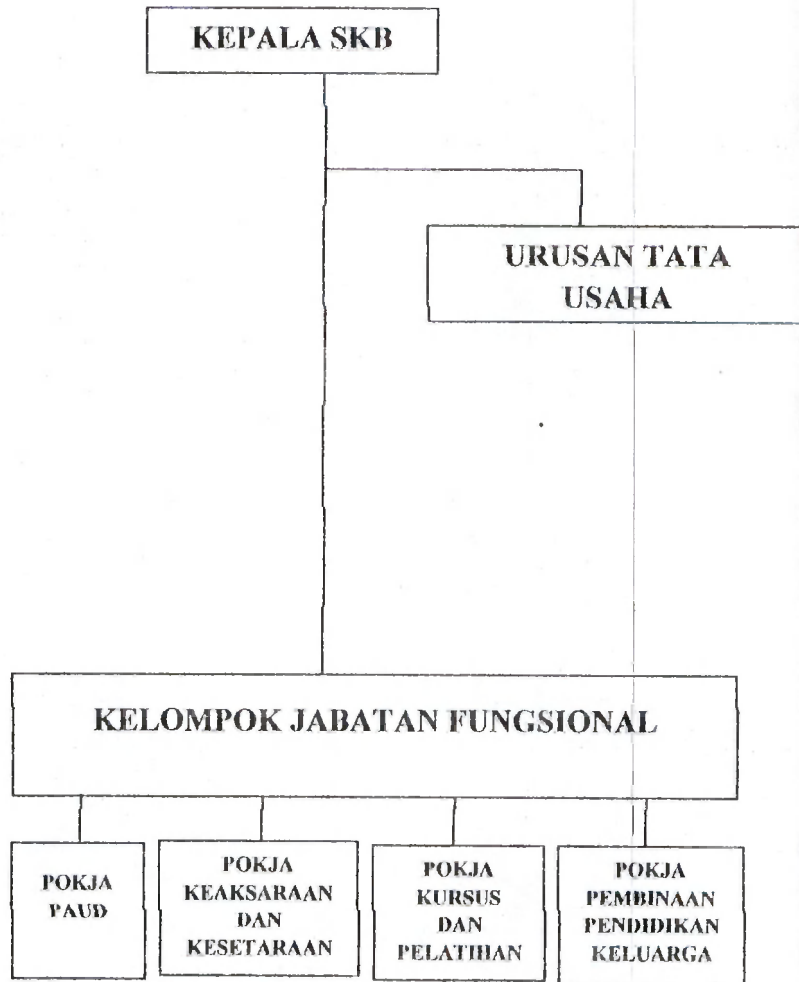 KEPALA SKB
URUSAN TATA
USAHA
KELOMPOK JABATAN FUNGSIONAL
POKJA
PAUD
POKJA
KEAKSARAAN
DAN
KESETARAAN
POKJA
KURSUS
DAN
PELATIHAN
POKJA
PEMBINAAN
PENDIDIKAN
KELUARGA